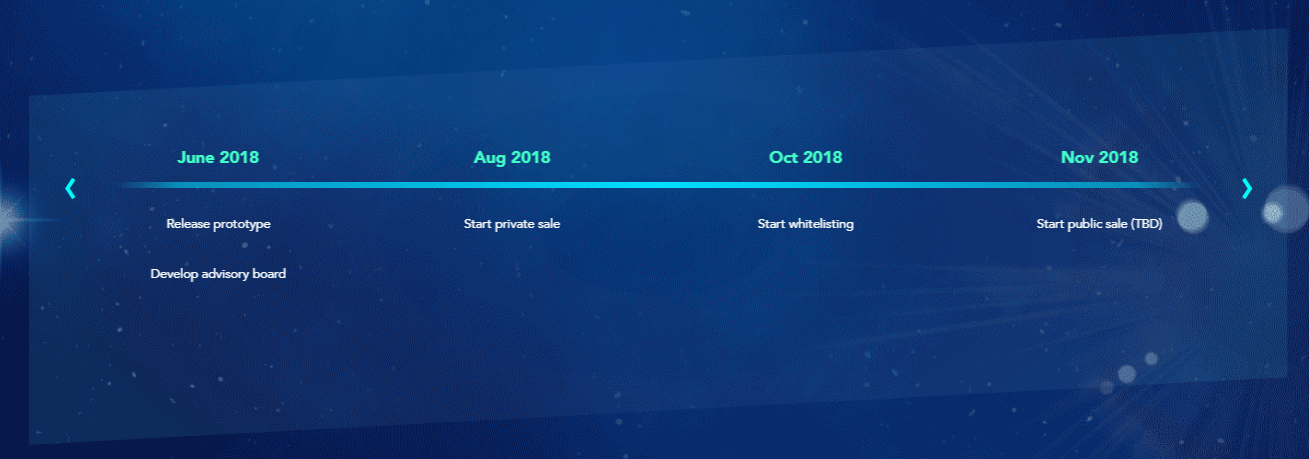 June 2018
Aug 2018
Oct 2018
Nov 2018
Release prototype
Start private sale
Start whitelisting
Start public sale (TBD)
Develop advisory board